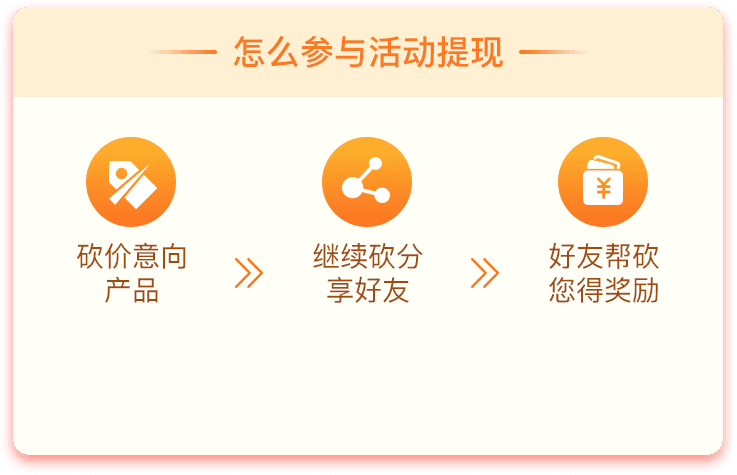 怎么参与活动提现
砍价意向
产品
继续砍分
享好友
好友帮砍
您得奖励